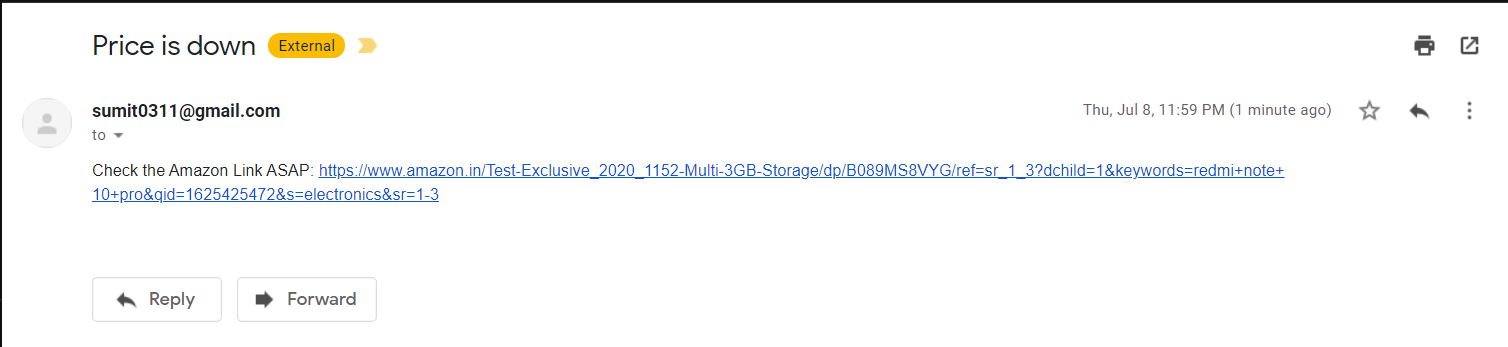 Price is down External
sumit0311@gmail.com Thu, Jul 8, 11:59 PM (1 minute ago)
to
Check the Amazon Link ASAP: https://www.amazon.in/Test-Exclusive_2020_1152-Multi-3GB-Storage/dp/B089MS8VYG/ref=sr_1_3?dchild=1&keywords=redmi+note+
10+pro&qid=1625425472&s=electronics&sr=1-3
Reply Forward